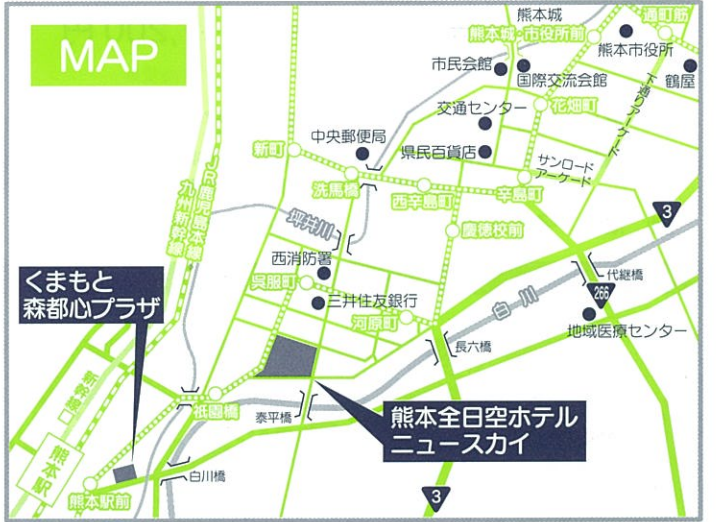 MAP
熊本城
通町筋
熊本城・市役所前
熊本市役所
市民会館
国際交流会館
鶴屋
交通センター
花畑町
下通りアーケード
中央郵便局
県民百貨店
新町
サンロード
アーケード
洗馬橋
西辛島町
辛島町
JR鹿児島本線
九州新幹線
坪井川
慶徳校前
3
西消防署
代継橋
くまもと
森都心プラザ
呉服町
三井住友銀行
白川
266
河原町
地域医療センター
長六橋
新幹線口
祇園橋
泰平橋
熊本全日空ホテル
ニュースカイ
熊本駅
白川橋
熊本駅前
3